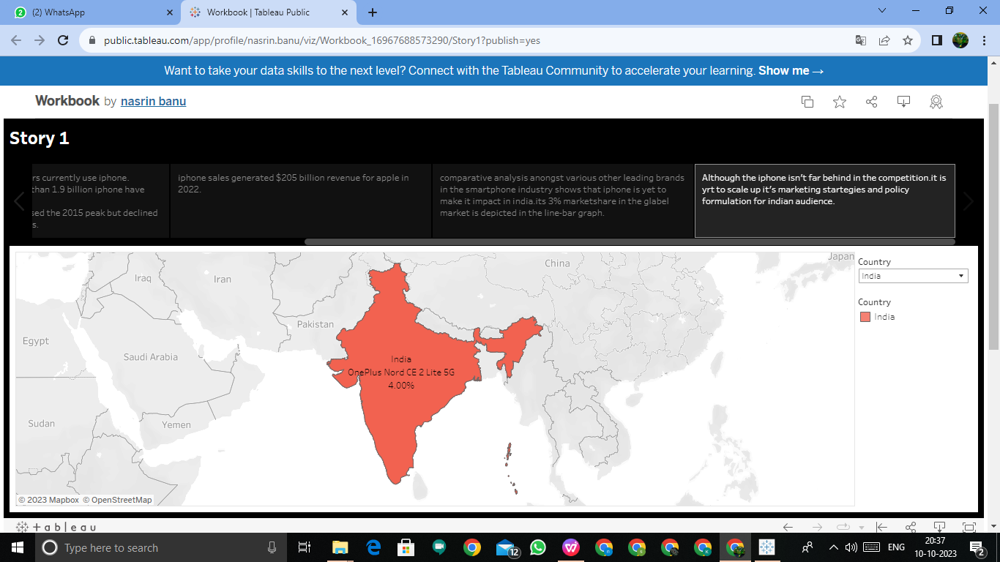 (2) WhatsApp
Workbook | Tableau Public
public.tableau.com/app/profile/nasrin.banu/viz/Workbook_16967688573290/Story1?publish=yes
Want to take your data skills to the next level? Connect with the Tableau Community to accelerate your learning. Show me →
Workbook by nasrin banu
Story 1
rs currently use iphone.
than 1.9 billion iphone have
sed the 2015 peak but declined
s.
iphone sales generated $205 billion revenue for apple in
2022.
comparative analysis anongst various other leading brands
in the smartphone industry shows that iphone is yet to
make it impact in india.its 3% marketshare in the glabel
market is depicted in the line-bar graph.
Although the iphone isn't far behind in the competition.it is
yrt to scale up it's marketing startegies and policy
formulation for indian audience.
Japan
China
Iraq
Iran
Pakistan
Egypt
Saudi Arabia
Sudan
Yemen
India
OnePlus Nord CE 2 Lite 5G
4.00%
Country
India
Country
India
© 2023 Mapbox © OpenStreetMap
+ableau
Type here to search
12
ENG
20:37
10-10-2023
2